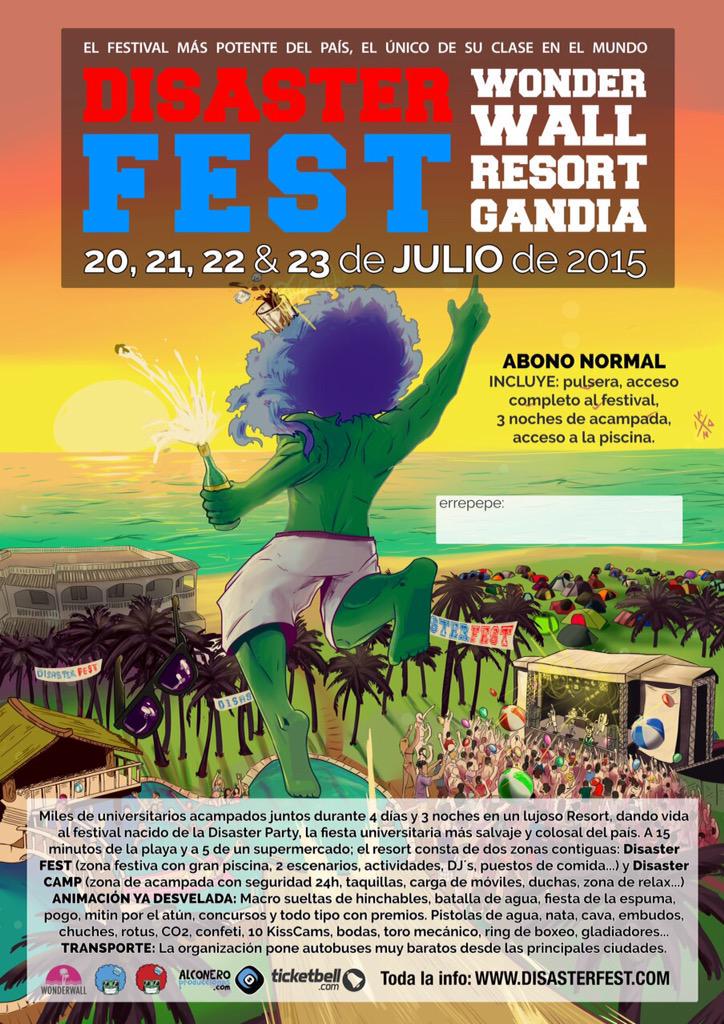 EL FESTIVAL MÁS POTENTE DEL PAÍS, EL ÚNICO DE SU CLASE EN EL MUNDO
DISASTER
FEST
WONDER
WALL
RESORT
GANDIA
20, 21, 22 & 23 de JULIO de 2015
ABONO NORMAL
INCLUYE: pulsera, acceso
completo al festival,
3 noches de acampada,
acceso a la piscina.
errepepe:
STERFEST
DISASTER FEST
DISAS
Miles de universitarios acampados juntos durante 4 días y 3 noches en un lujoso Resort, dando vida
al festival nacido de la Disaster Party, la fiesta universitaria más salvaje y colosal del país. A 15
minutos de la playa y a 5 de un supermercado; el resort consta de dos zonas contiguas: Disaster
FEST (zona festiva con gran piscina, 2 escenarios, actividades, DJ´s, puestos de comida...) y Disaster
CAMP (zona de acampada con seguridad 24h, taquillas, carga de móviles, duchas, zona de relax...)
ANIMACIÓN YA DESVELADA: Macro sueltas de hinchables, batalla de agua, fiesta de la espuma,
pogo, mitin por el atún, concursos y todo tipo con premios. Pistolas de agua, nata, cava, embudos,
chuches, rotus, CO2, confeti, 10 KissCams, bodas, toro mecánico, ring de boxeo, gladiadores...
TRANSPORTE: La organización pone autobuses muy baratos desde las principales ciudades.
WONDERWALL
ALCONERO
producciones
.com
ticketbell
.com
Toda la info: WWW.DISASTERFEST.COM